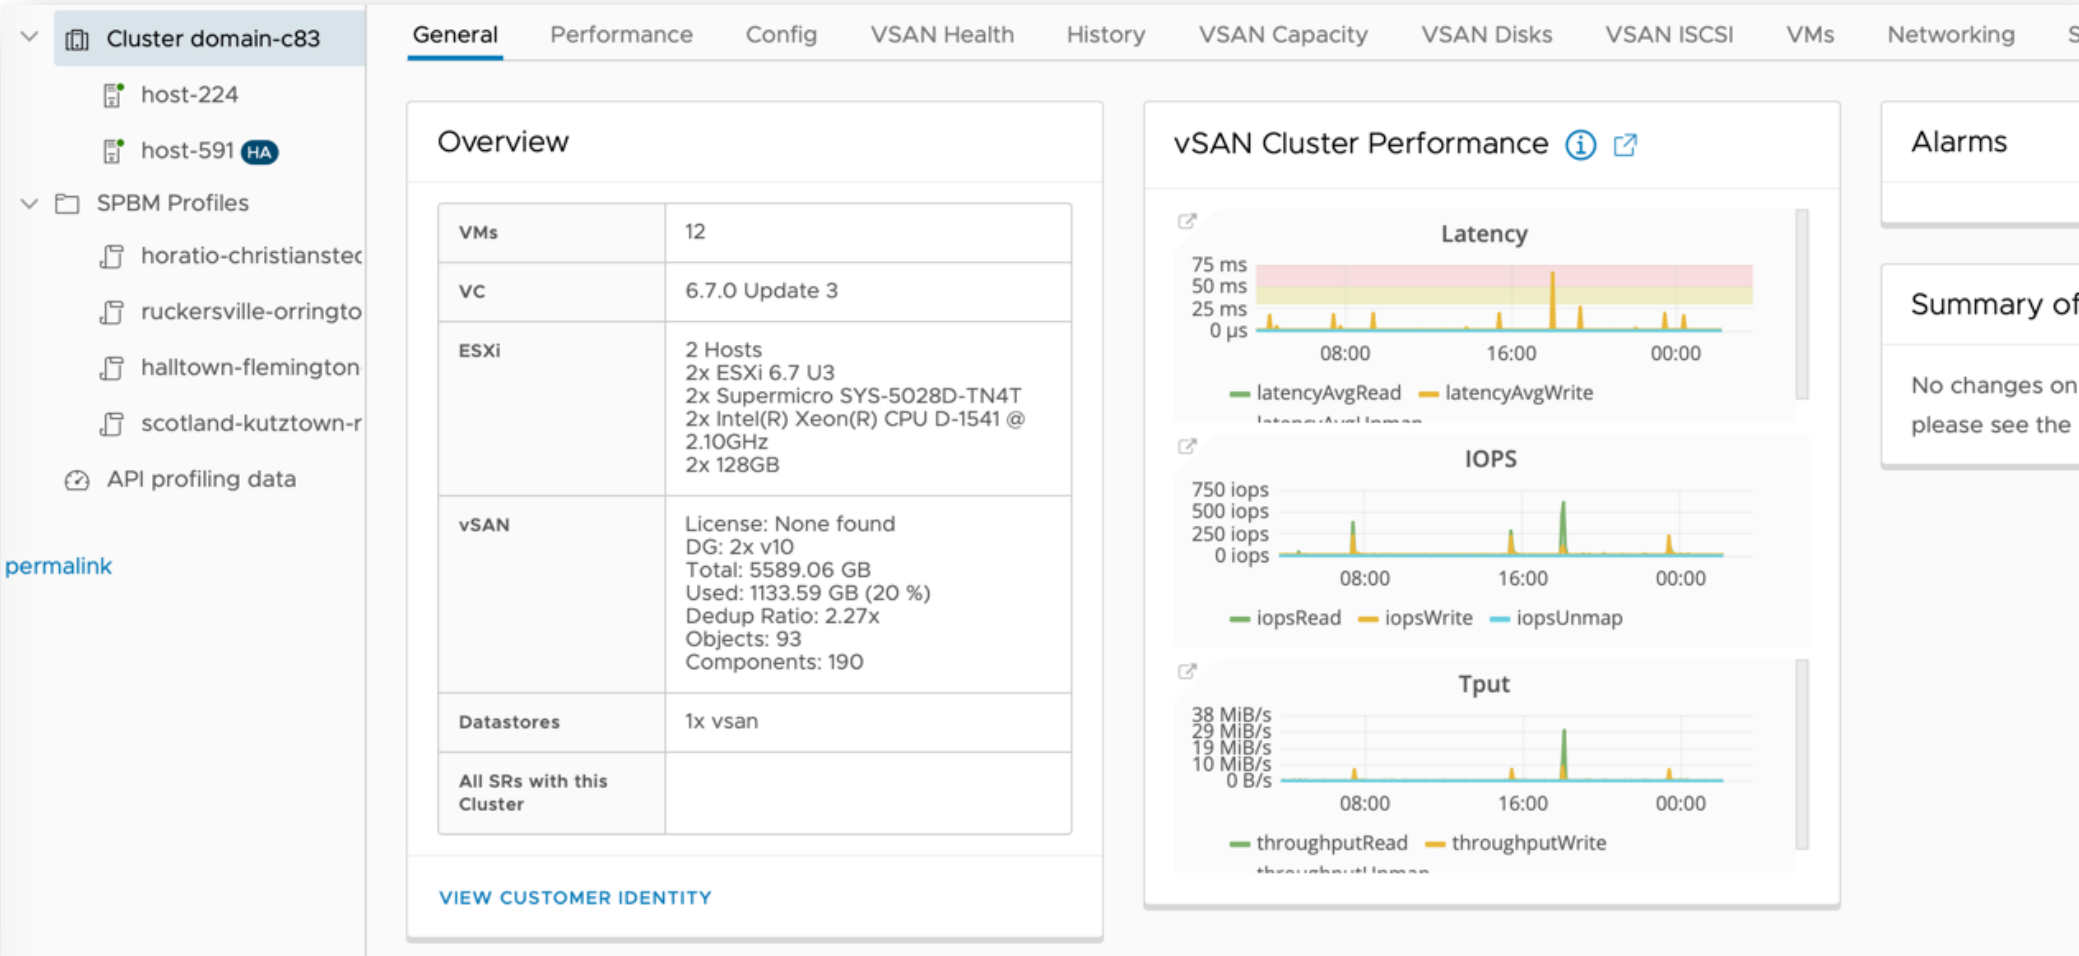 Cluster domain-c83
host-224
host-591 HA
SPBM Profiles
horatio-christianstec
ruckersville-orringto
halltown-flemington
scotland-kutztown-r
API profiling data
permalink
General Performance Config VSAN Health History VSAN Capacity VSAN Disks VSAN ISCSI VMs Networking S
Overview
VMs 12
VC 6.7.0 Update 3
ESXi 2 Hosts
2x ESXi 6.7 U3
2x Supermicro SYS-5028D-TN4T
2x Intel(R) Xeon(R) CPU D-1541 @
2.10GHz
2x 128GB
vSAN License: None found
DG: 2x v10
Total: 5589.06 GB
Used: 1133.59 GB (20 %)
Dedup Ratio: 2.27x
Objects: 93
Components: 190
Datastores 1x vsan
All SRs with this
Cluster
VIEW CUSTOMER IDENTITY
vSAN Cluster Performance
Latency
75 ms
50 ms
25 ms
0 µs
08:00 16:00 00:00
latencyAvgRead latencyAvgWrite
latencyAvgUnmap
IOPS
750 iops
500 iops
250 iops
0 iops
08:00 16:00 00:00
iopsRead iopsWrite iopsUnmap
Tput
38 MiB/s
29 MiB/s
19 MiB/s
10 MiB/s
0 B/s
08:00 16:00 00:00
throughputRead throughputWrite
throughputUnmap
Alarms
Summary of
No changes on
please see the